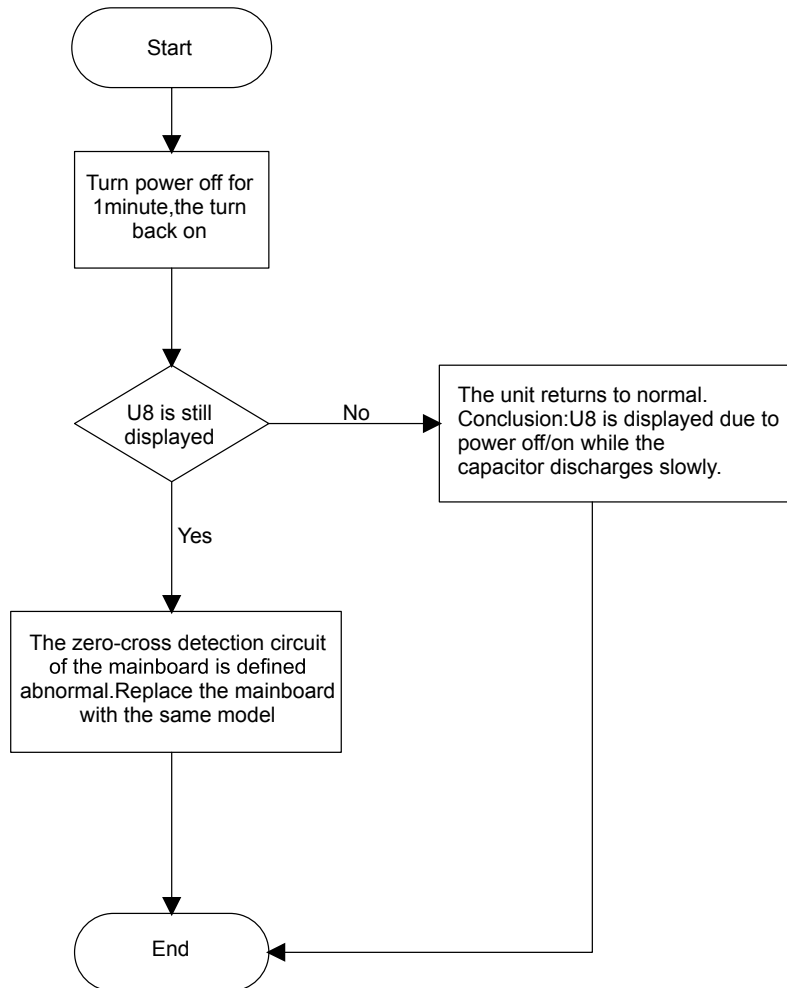 Start
Turn power off for
1minute,the turn
back on
U8 is still
displayed
No
The unit returns to normal.
Conclusion:U8 is displayed due to
power off/on while the
capacitor discharges slowly.
Yes
The zero-cross detection circuit
of the mainboard is defined
abnormal.Replace the mainboard
with the same model
End